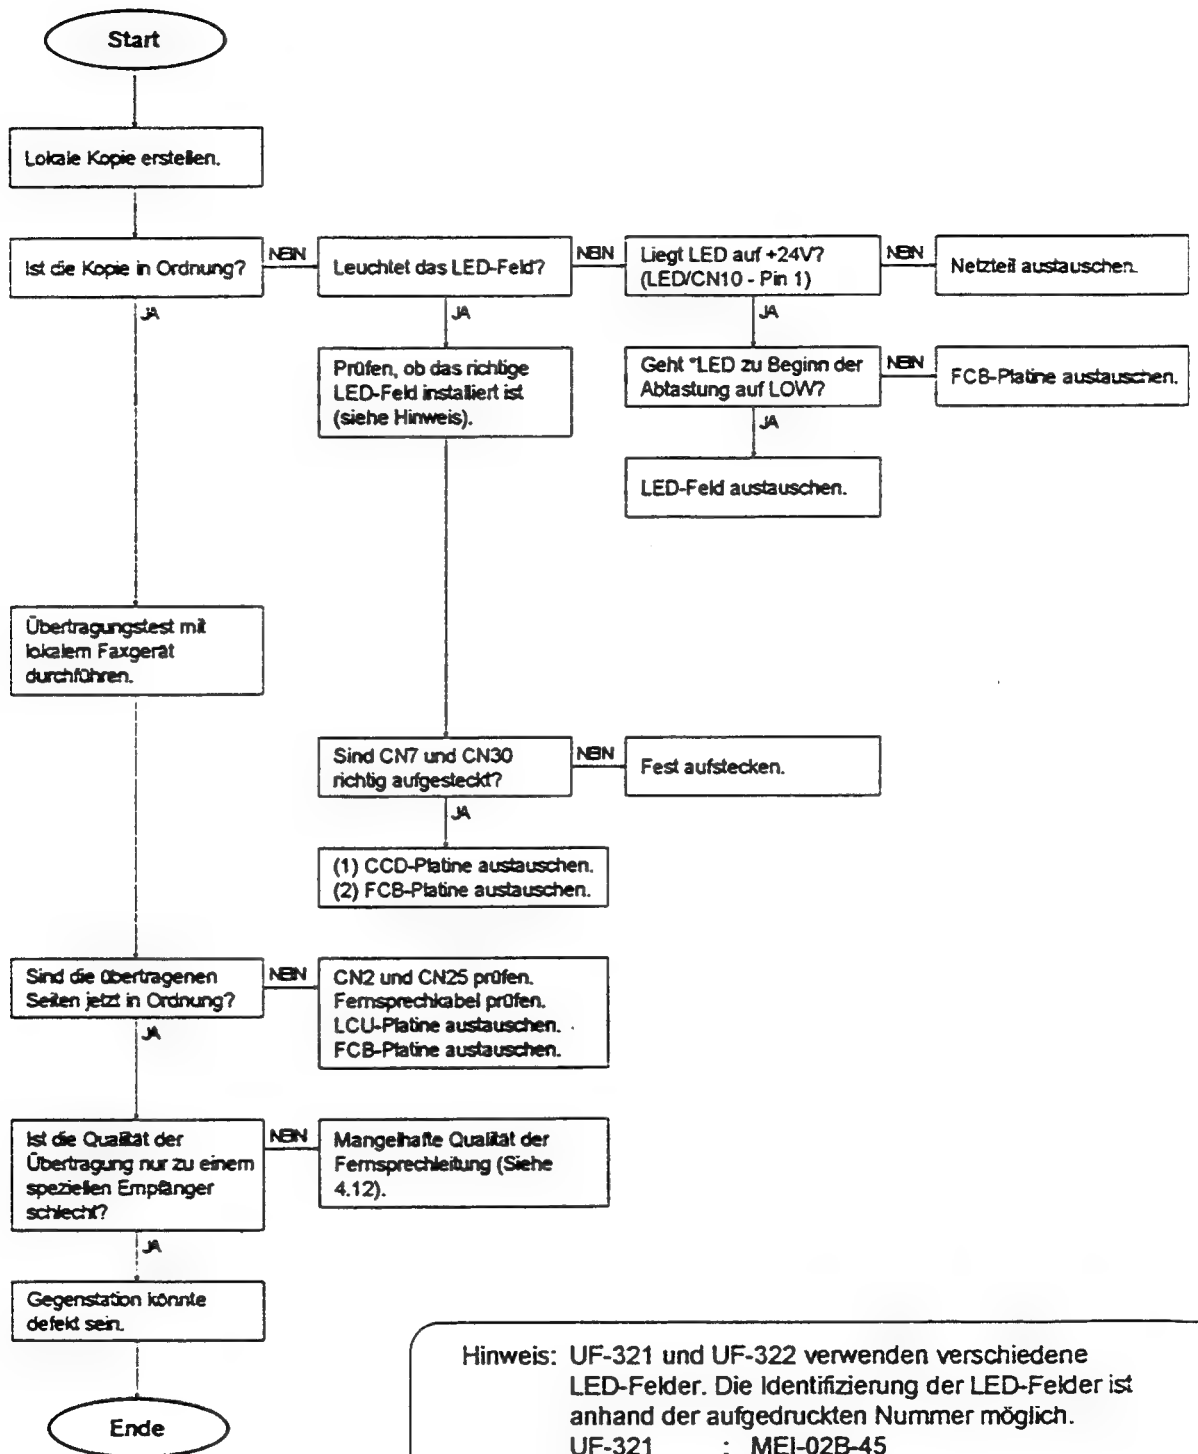 Start
Lokale Kopie erstellen.
Ist die Kopie in Ordnung?
NEIN
Leuchtet das LED-Feld?
NEIN
Liegt LED auf +24V?
(LED/CN10 - Pin 1)
NEIN
Netzteil austauschen.
JA
JA
JA
Prüfen, ob das richtige
LED-Feld installiert ist
(siehe Hinweis).
Geht *LED zu Beginn der
Abtastung auf LOW?
NEIN
FCB-Platine austauschen.
JA
LED-Feld austauschen.
Übertragungstest mit
lokalem Faxgerät
durchführen.
Sind CN7 und CN30
richtig aufgesteckt?
NEIN
Fest aufstecken.
JA
(1) CCD-Platine austauschen.
(2) FCB-Platine austauschen.
Sind die übertragenen
Seiten jetzt in Ordnung?
NEIN
CN2 und CN25 prüfen.
Fernsprechkabel prüfen.
LCU-Platine austauschen.
FCB-Platine austauschen.
JA
Ist die Qualität der
Übertragung nur zu einem
speziellen Empfänger
schlecht?
NEIN
Mangelhafte Qualität der
Fernsprechleitung (Siehe
4.12).
JA
Gegenstation könnte
defekt sein.
Ende
Hinweis: UF-321 und UF-322 verwenden verschiedene
LED-Felder. Die Identifizierung der LED-Felder ist
anhand der aufgedruckten Nummer möglich.
UF-321 : MEI-02B-45